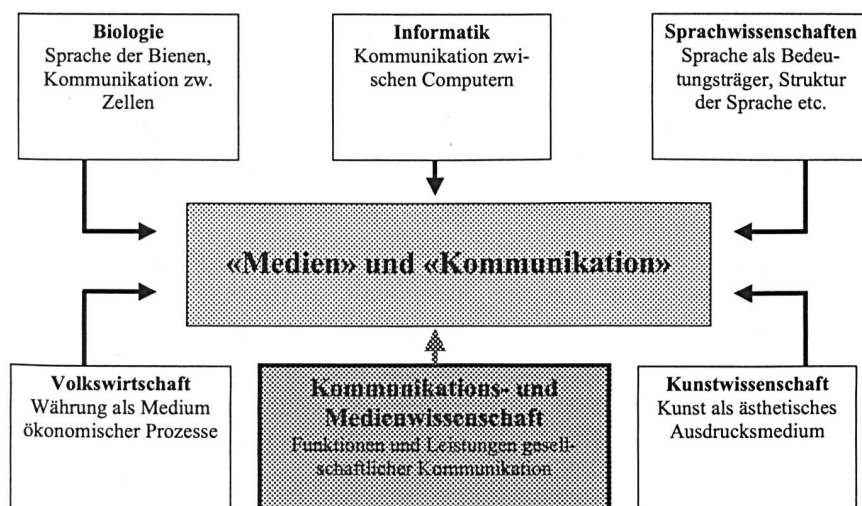 Biologie
Sprache der Bienen,
Kommunikation zw.
Zellen
Informatik
Kommunikation zwi-
schen Computern
Sprachwissenschaften
Sprache als Bedeu-
tungsträger, Struktur
der Sprache etc.
«Medien» und «Kommunikation»
Volkswirtschaft
Währung als Medium
ökonomischer Prozesse
Kommunikations- und
Medienwissenschaft
Funktionen und Leistungen gesell-
schaftlicher Kommunikation
Kunstwissenschaft
Kunst als ästhetisches
Ausdrucksmedium